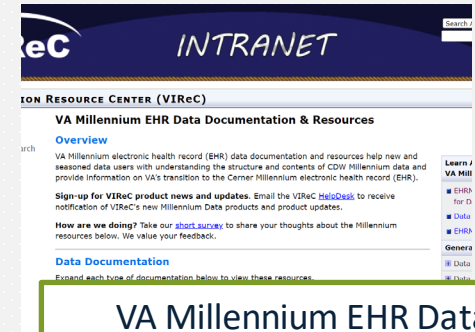 INTRANET
Search
RESOURCE CENTER (VIReC)
VA Millennium EHR Data Documentation & Resources
Overview
VA Millennium electronic health record (EHR) data documentation and resources help new and
seasoned data users with understanding the structure and contents of CDW Millennium data and
provide information on VA's transition to the Cerner Millennium electronic health record (EHR).
Sign-up for VIReC product news and updates. Email the VIReC HelpDesk to receive
notification of VIReC's new Millennium Data products and product updates.
How are we doing? Take our short survey to share your thoughts about the Millennium
resources below. We value your feedback.
Data Documentation
Expand each type of documentation below to view these resources.
Learn
VA Mill
EHRM
for D
Data
EHRM
Genera
Data
Data
VA Millennium EHR Data